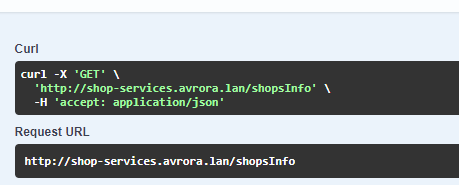 Curl
curl -X 'GET' \
'http://shop-services.avrora.lan/shopsInfo' \
-H 'accept: application/json'
Request URL
http://shop-services.avrora.lan/shopsInfo